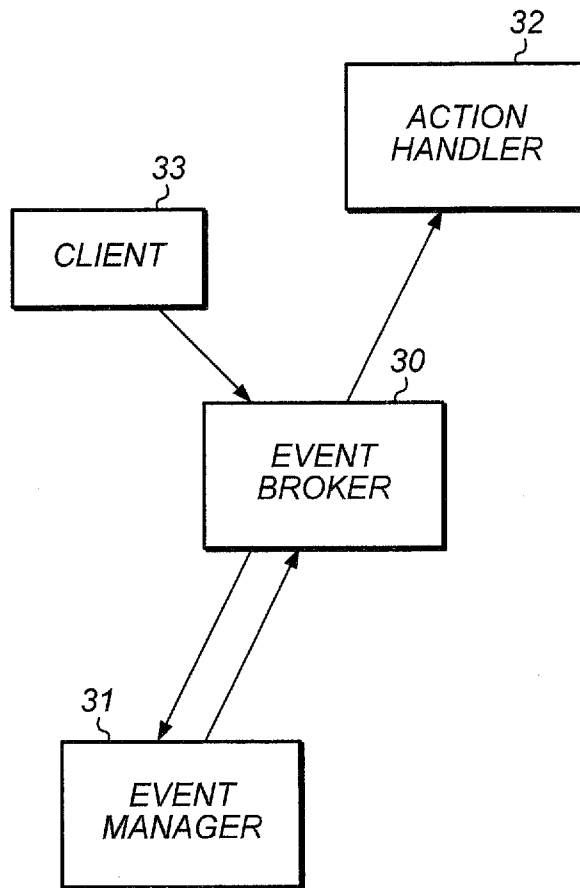 32
ACTION
HANDLER
33
CLIENT
30
EVENT
BROKER
31
EVENT
MANAGER